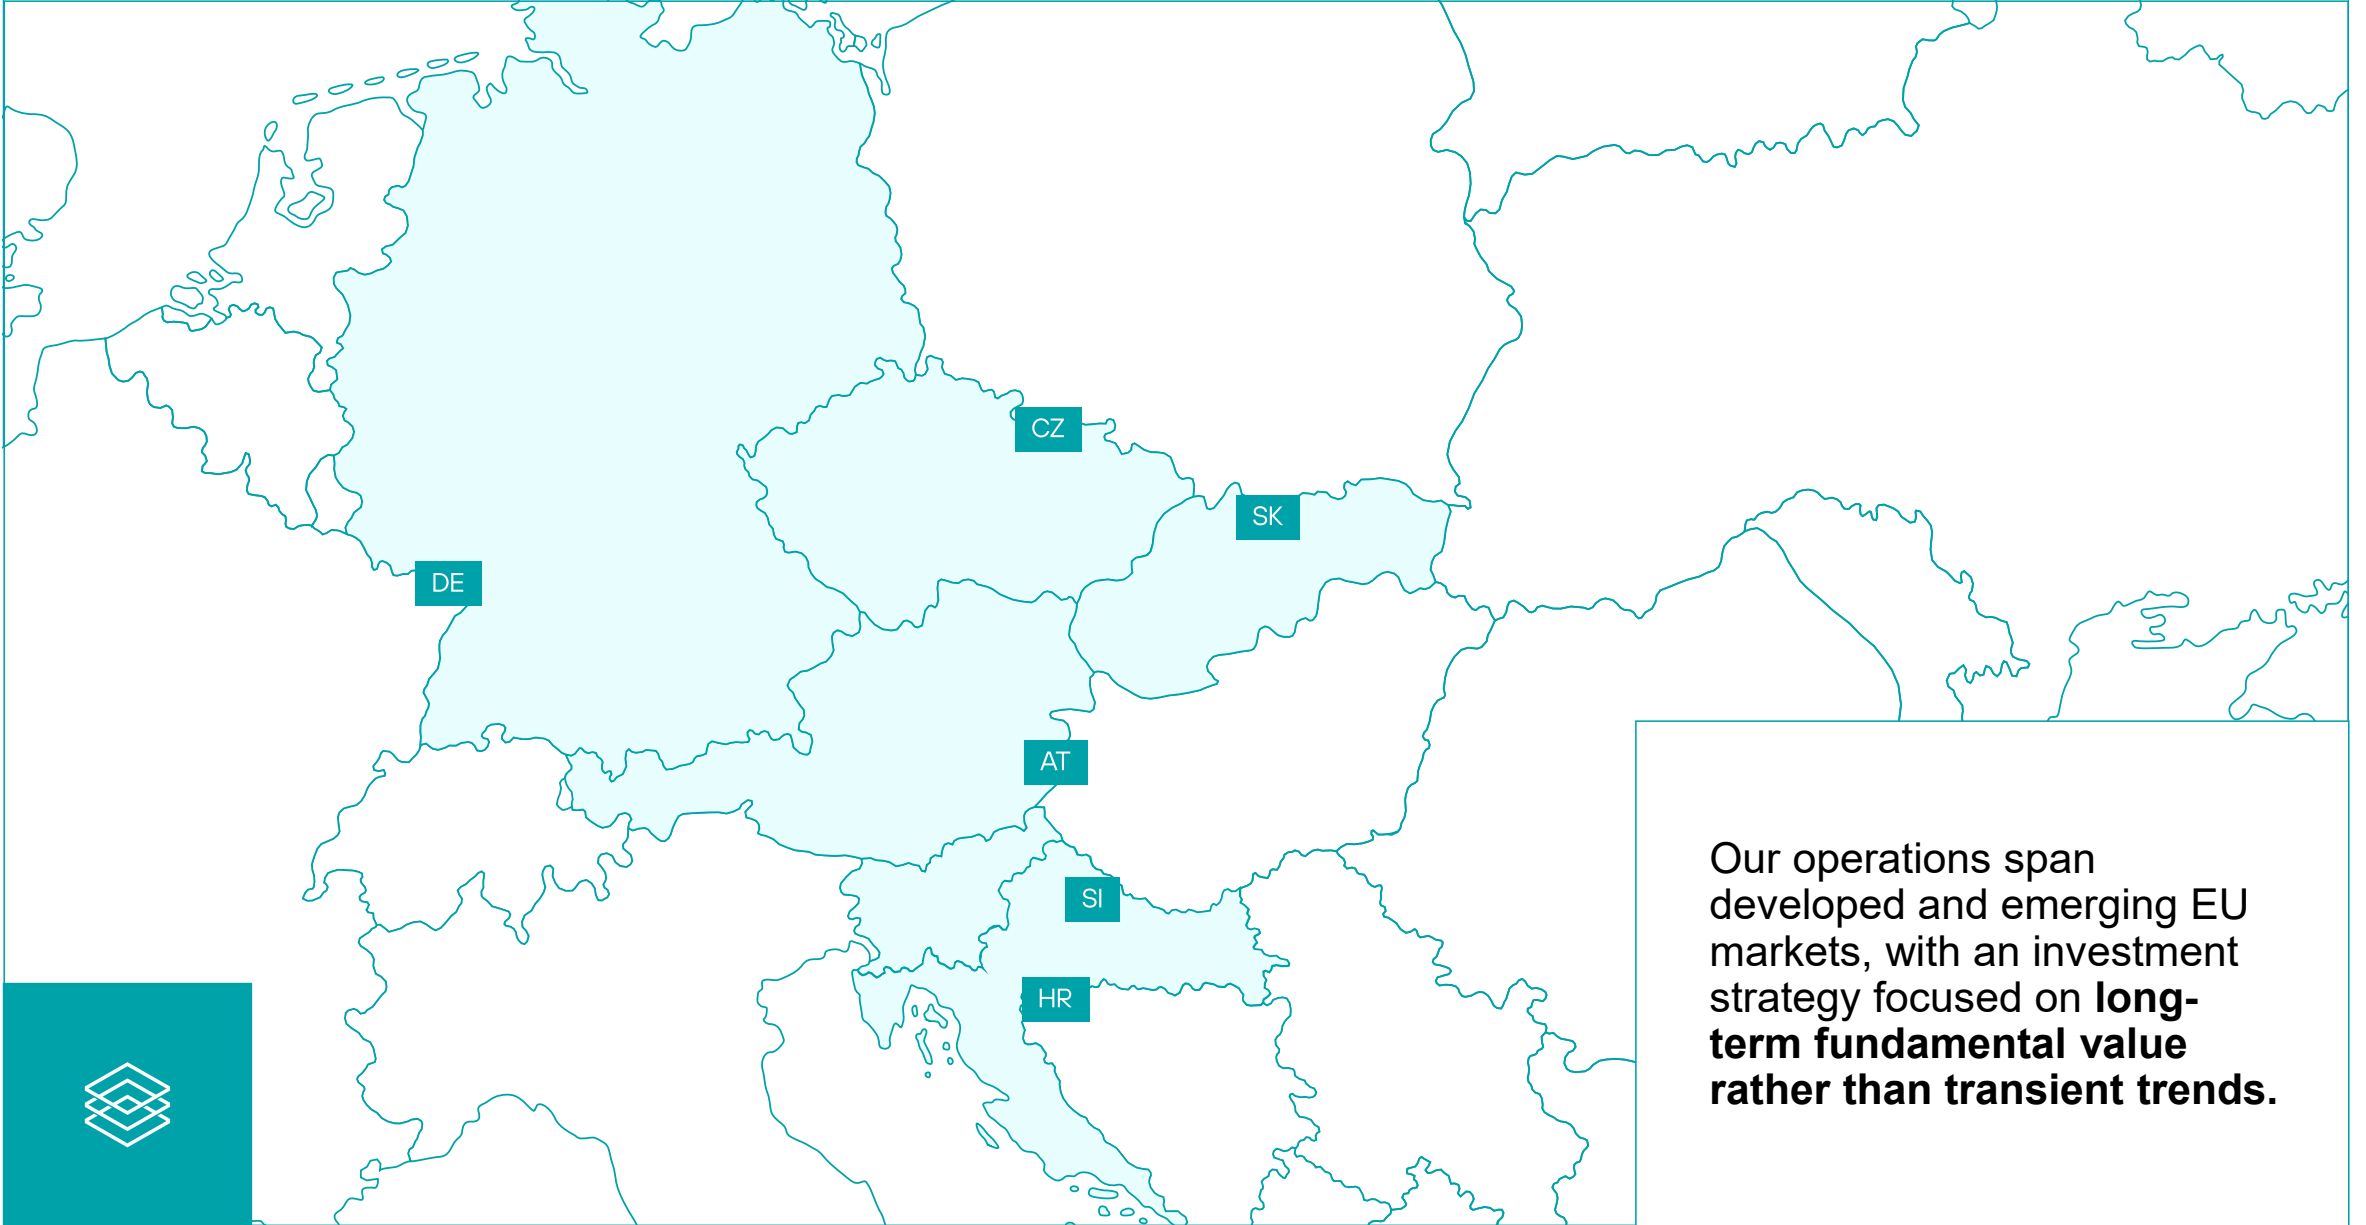 CZ
SK
DE
AT
SI
HR
Our operations span
developed and emerging EU
markets, with an investment
strategy focused on long-
term fundamental value
rather than transient trends.